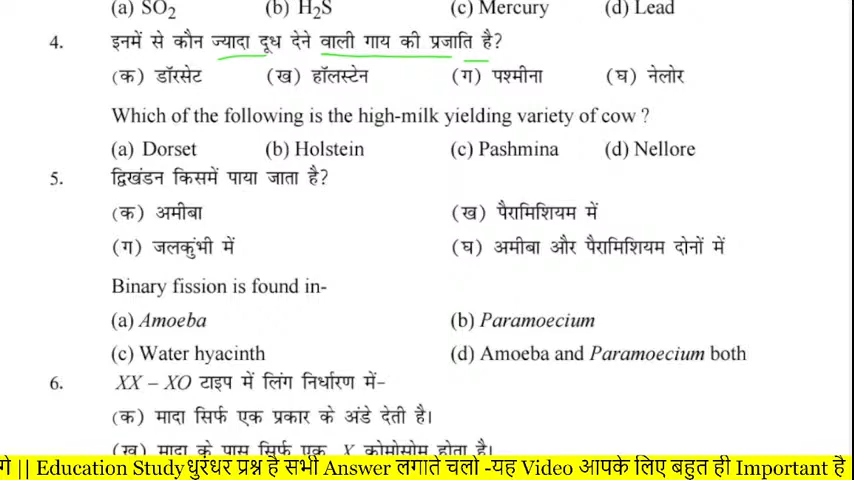 (a) SO2 (b) H2S (c) Mercury (d) Lead
4. इनमें से कौन ज्यादा दूध देने वाली गाय की प्रजाति है?
(क) डॉरसेट (ख) हॉलस्टेन (ग) पश्मीना (घ) नेलोर
Which of the following is the high-milk yielding variety of cow ?
(a) Dorset (b) Holstein (c) Pashmina (d) Nellore
5. द्विखंडन किसमें पाया जाता है?
(क) अमीबा (ख) पैरामिशियम में
(ग) जलकुंभी में (घ) अमीबा और पैरामिशियम दोनों में
Binary fission is found in-
(a) Amoeba (b) Paramoecium
(c) Water hyacinth (d) Amoeba and Paramoecium both
6. XX – XO टाइप में लिंग निर्धारण में-
(क) मादा सिर्फ एक प्रकार के अंडे देती है।
(ख) मादा के पास सिर्फ एक X क्रोमोसोम होता है।
गे || Education Study धुरंधर प्रश्न है सभी Answer लगाते चलो -यह Video आपके लिए बहुत ही Important है